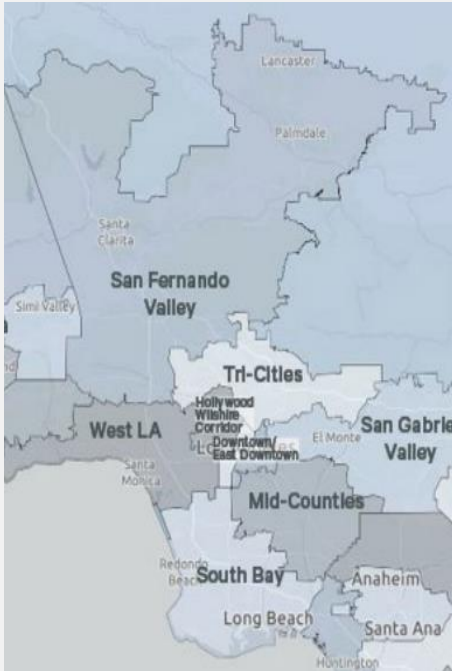 Lancaster
Palmdale
Santa
Clarita
San Fernando
Valley
Simi Valley
Tri-Cities
Hollywood
Wilshire
Corridor
West LA
Downtown/
East Downtown
El Monte
San Gabrie
Valley
Santa
Monica
Mid-Counties
Redondo
Beach
South Bay
Anaheim
Long Beach
Santa Ana
Huntington